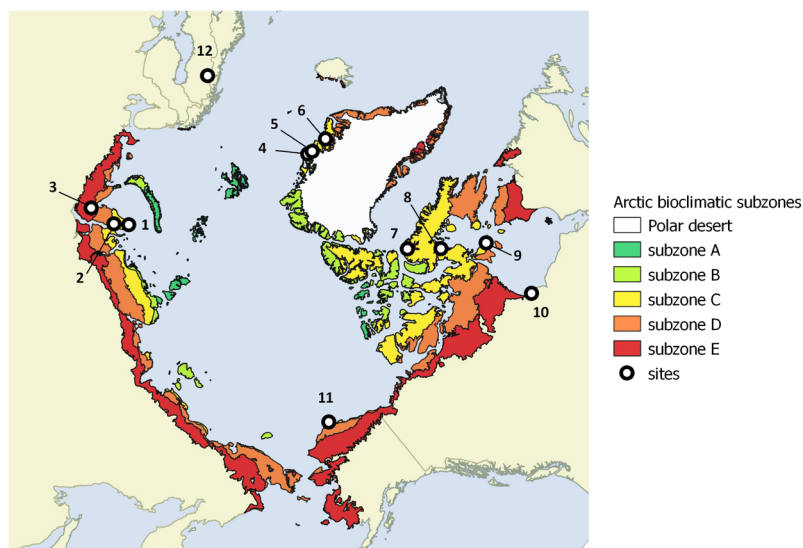 12
6
5
4
3
8
7
1
9
2
10
11
Arctic bioclimatic subzones
Polar desert
subzone A
subzone B
subzone C
subzone D
subzone E
sites